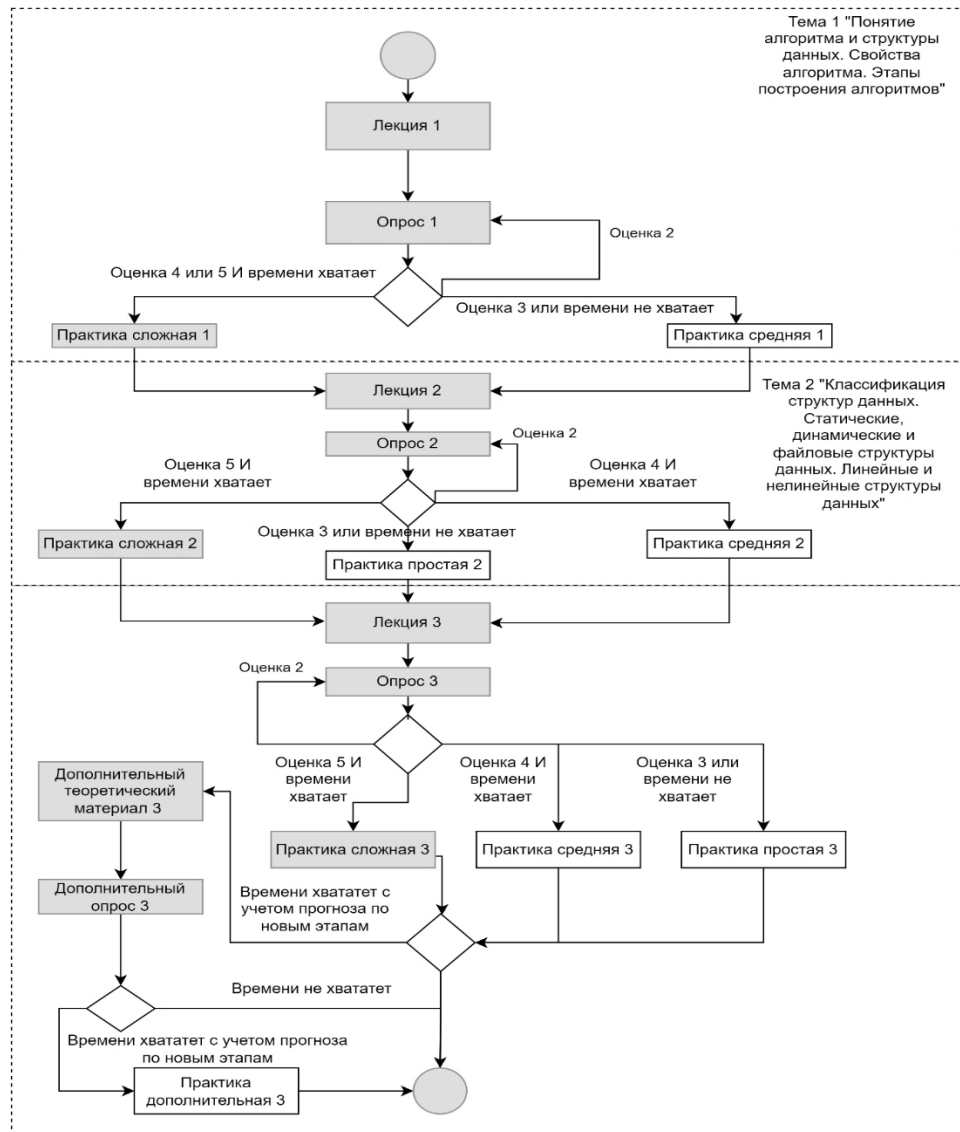 Тема 1 "Понятие
алгоритма и структуры
данных. Свойства
алгоритма. Этапы
построения алгоритмов"
Лекция 1
Опрос 1
Оценка 2
Оценка 4 или 5 И времени хватает
Оценка 3 или времени не хватает
Практика сложная 1
Практика средняя 1
Лекция 2
Тема 2 "Классификация
структур данных.
Статические,
динамические и
файловые структуры
данных. Линейные и
нелинейные структуры
данных"
Опрос 2
Оценка 2
Оценка 5 И
времени хватает
Оценка 4 И
времени хватает
Оценка 3 или времени не хватает
Практика сложная 2
Практика простая 2
Практика средняя 2
Лекция 3
Оценка 2
Опрос 3
Оценка 5 И
времени
хватает
Оценка 4 И
времени
хватает
Оценка 3 или
времени не
хватает
Дополнительный
теоретический
материал 3
Практика сложная 3
Практика средняя 3
Практика простая 3
Дополнительный
опрос 3
Времени хвататет с
учетом прогноза по
новым этапам
Времени не хвататет
Времени хвататет с учетом прогноза
по новым этапам
Практика
дополнительная 3